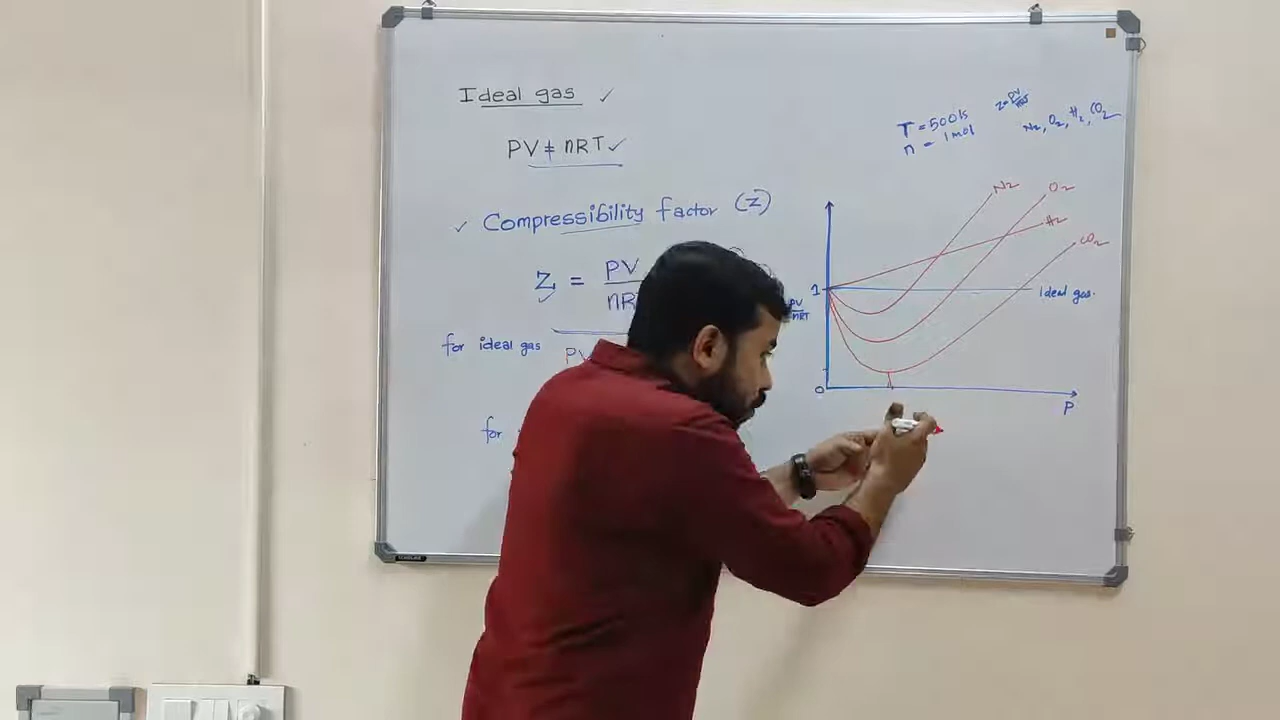 Ideal gas ✓
PV ≠ nRT ✓
✓ Compressibility factor (Z)
Z = PV
nR
for ideal gas
PV
for
T = 500K
n = 1 mol
Z = PV/nRT
N2, O2, H2, CO2
N2
O2
H2
CO2
1
Ideal gas.
PV/nRT
0
P